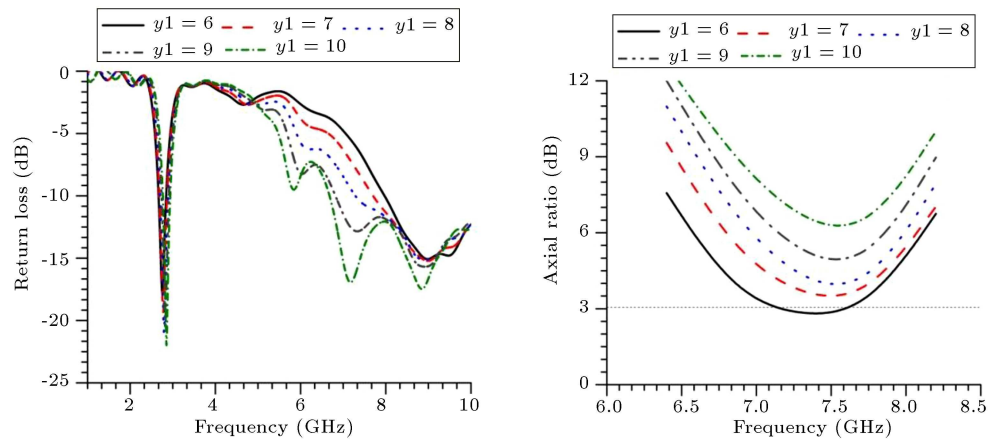 y1 = 6 y1 = 7 y1 = 8
y1 = 9 y1 = 10
0
-5
-10
-15
-20
-25
2 4 6 8 10
Return loss (dB)
Frequency (GHz)
y1 = 6 y1 = 7 y1 = 8
y1 = 9 y1 = 10
12
9
6
3
0
6.0 6.5 7.0 7.5 8.0 8.5
Axial ratio (dB)
Frequency (GHz)